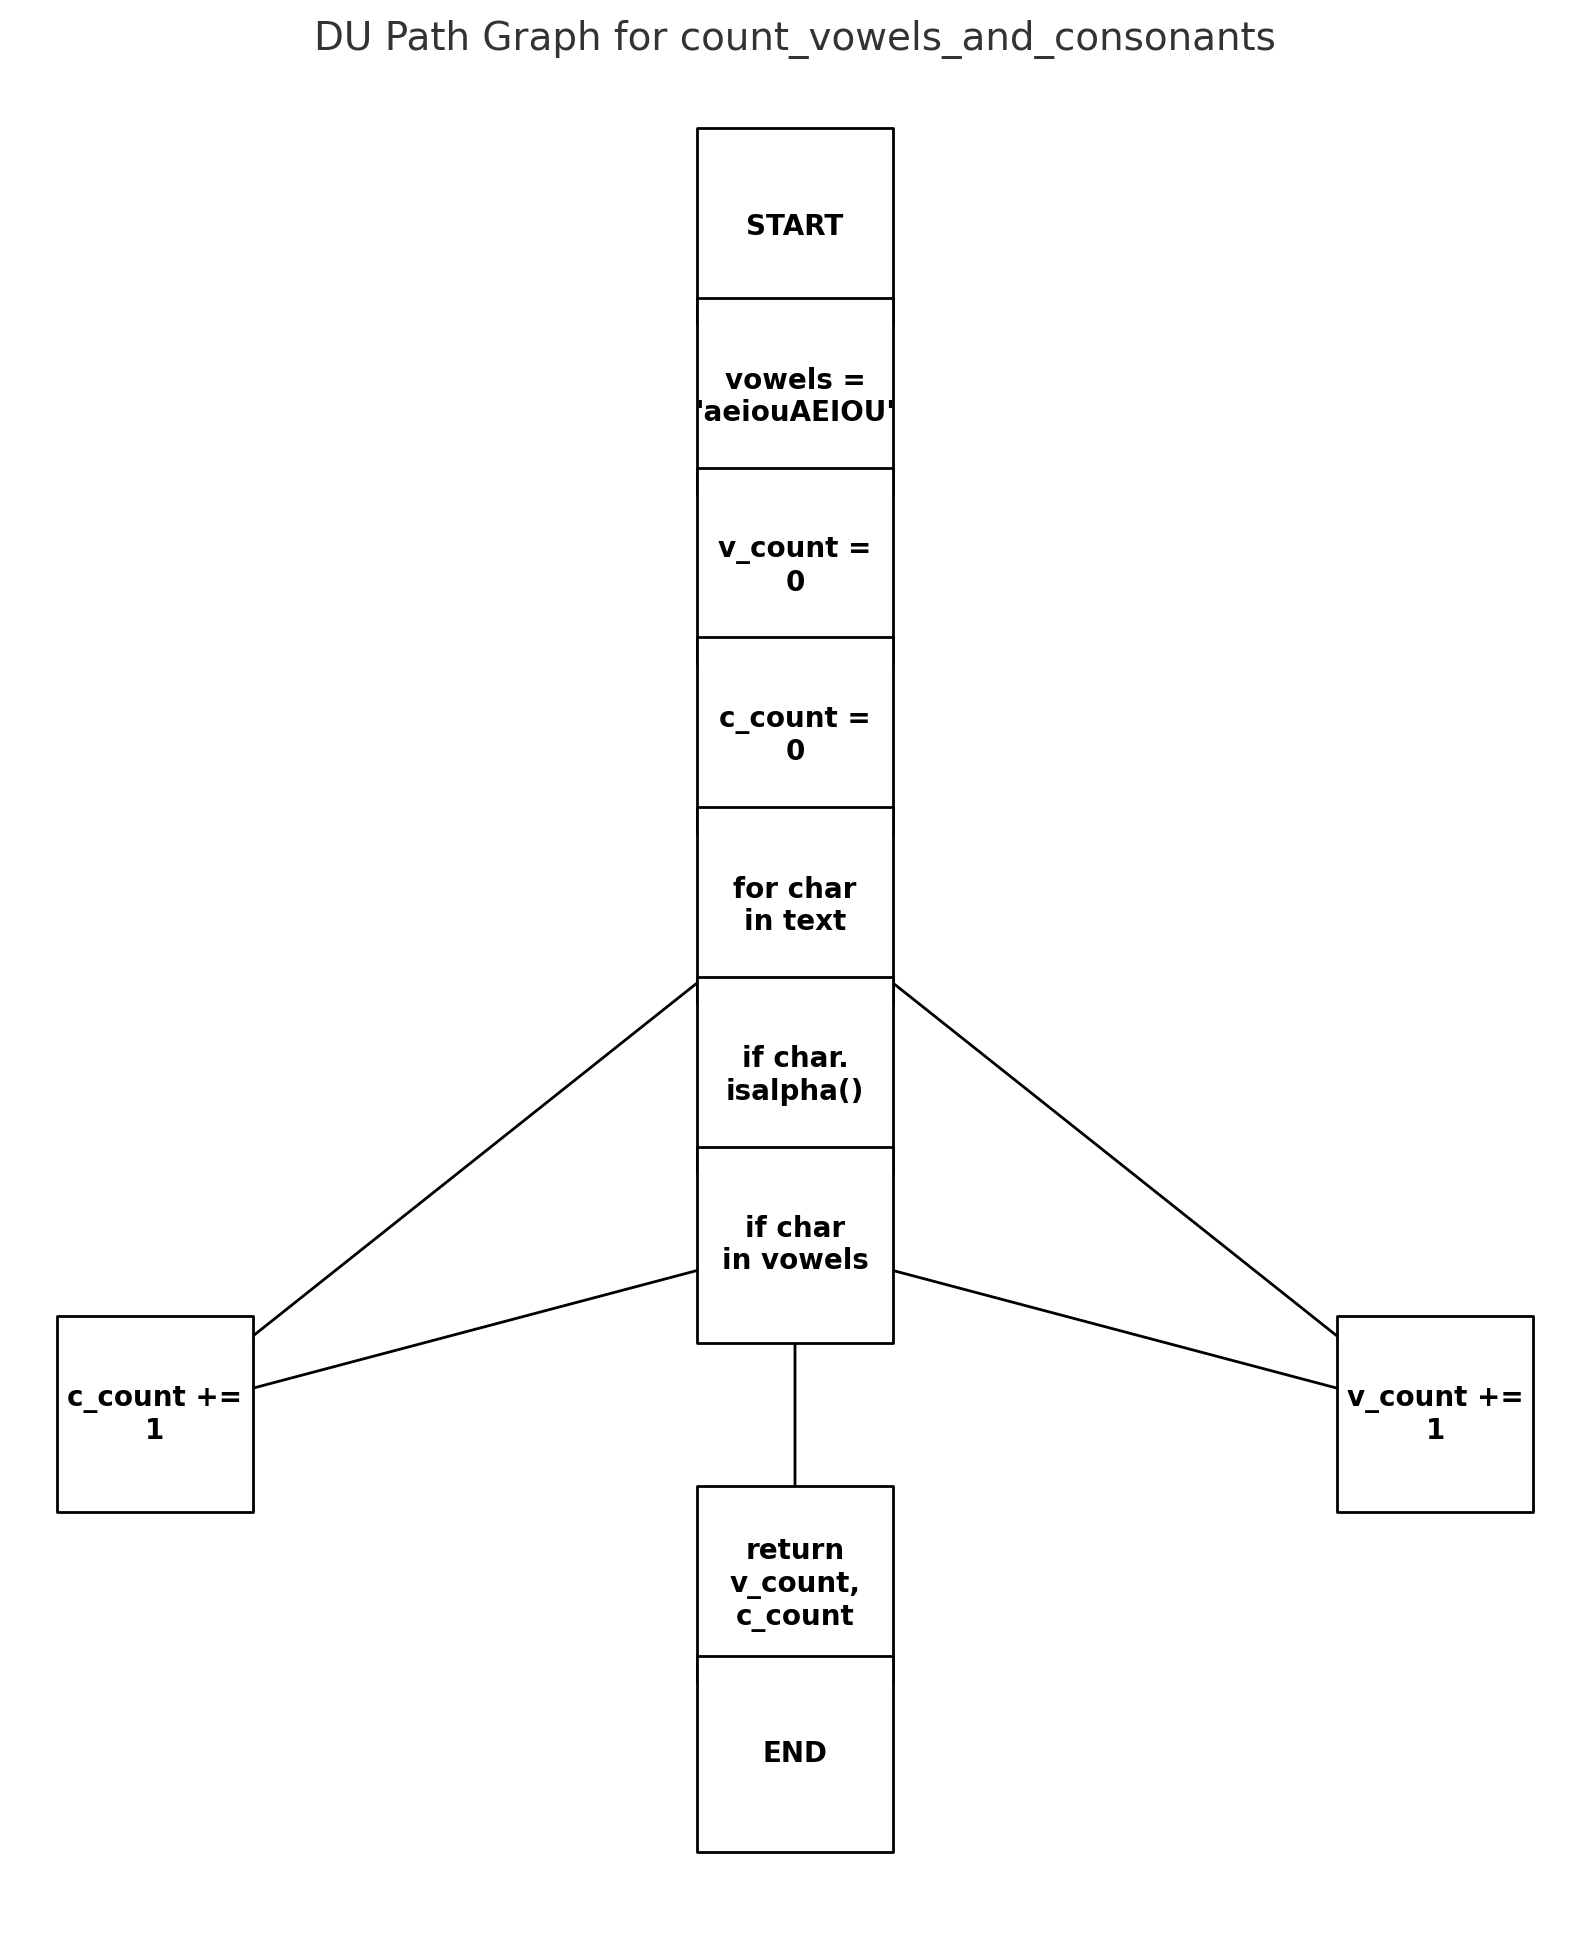 DU Path Graph for count_vowels_and_consonants
START
vowels =
'aeiouAEIOU'
v_count =
0
c_count =
0
for char
in text
if char.
isalpha()
if char
in vowels
c_count +=
1
v_count +=
1
return
v_count,
c_count
END